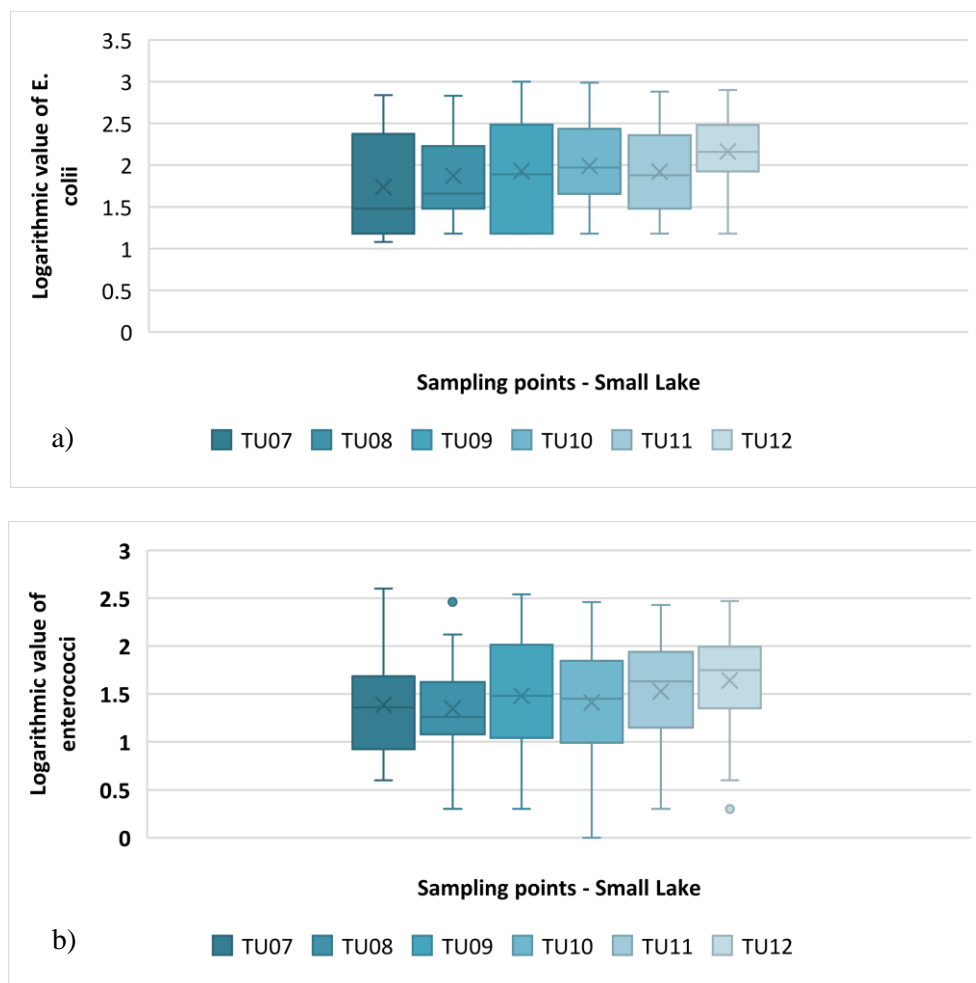 Logarithmic value of E.
colii
3.5
3
2.5
2
1.5
1
0.5
0
Sampling points - Small Lake
a)
TU07 TU08 TU09 TU10 TU11 TU12
Logarithmic value of
enterococci
3
2.5
2
1.5
1
0.5
0
Sampling points - Small Lake
b)
TU07 TU08 TU09 TU10 TU11 TU12